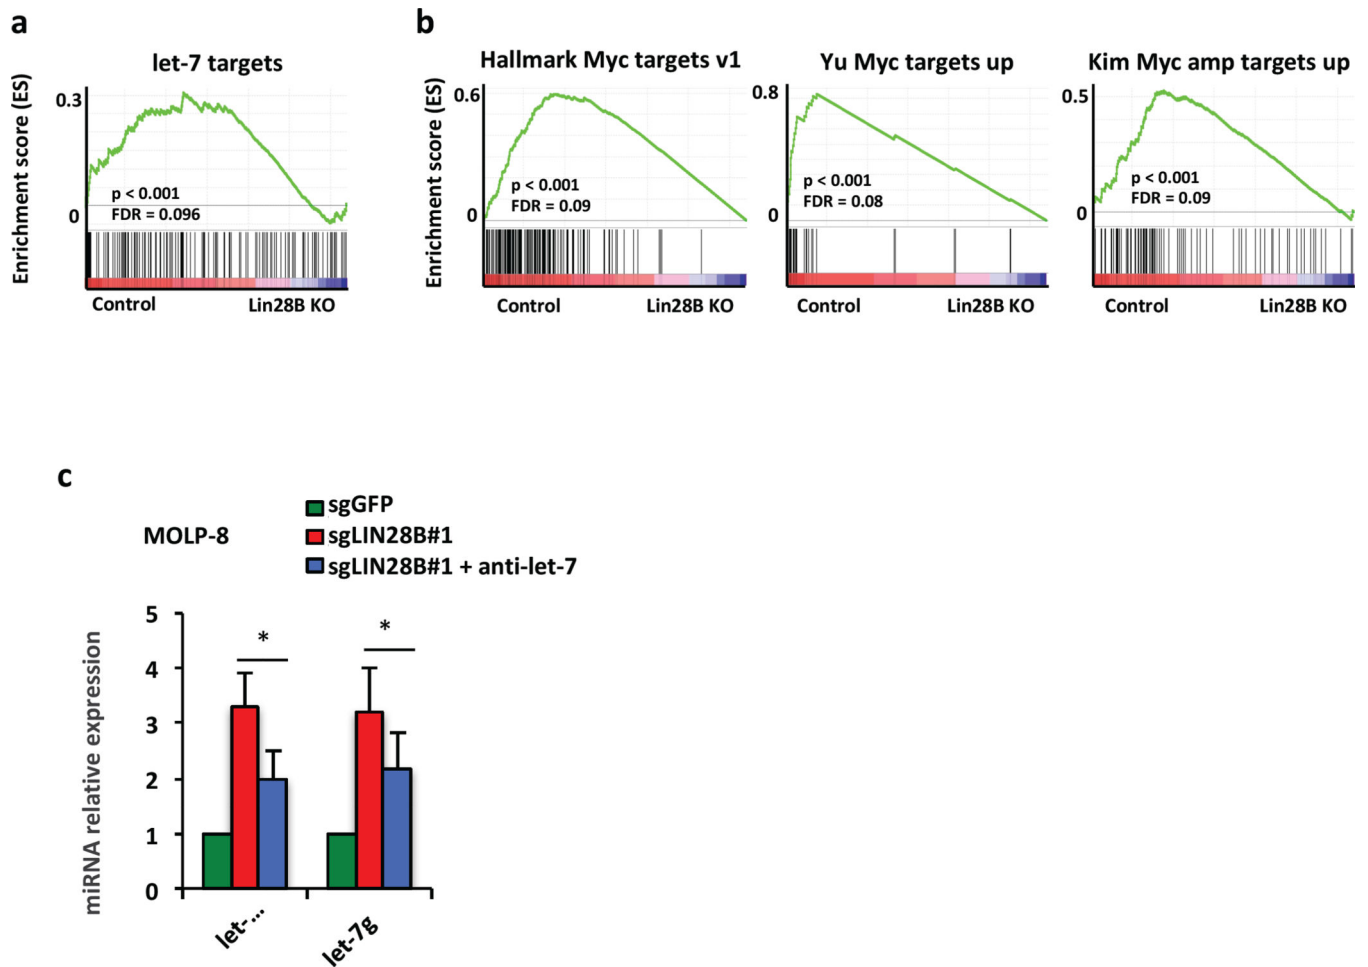 a
let-7 targets
Enrichment score (ES)
0.3
0
p < 0.001
FDR = 0.096
Control Lin28B KO
b
Hallmark Myc targets v1
Enrichment score (ES)
0.6
0
p < 0.001
FDR = 0.09
Control Lin28B KO
Yu Myc targets up
0.8
0
p < 0.001
FDR = 0.08
Control Lin28B KO
Kim Myc amp targets up
0.5
0
p < 0.001
FDR = 0.09
Control Lin28B KO
c
MOLP-8
sgGFP
sgLIN28B#1
sgLIN28B#1 + anti-let-7
miRNA relative expression
5
4
3
2
1
0
*
*
let-...
let-7g